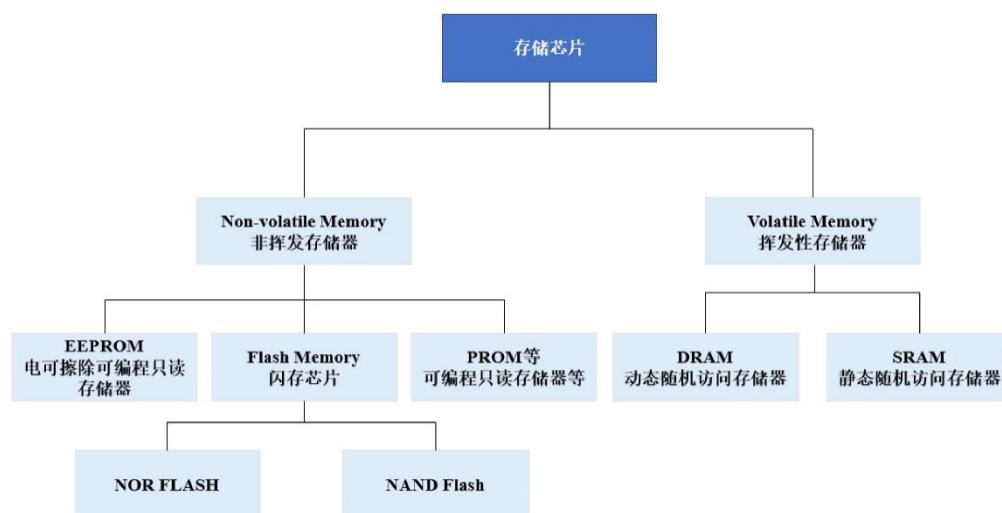 存储芯片
Non-volatile Memory
非挥发存储器
Volatile Memory
挥发性存储器
EEPROM
电可擦除可编程只读
存储器
Flash Memory
闪存芯片
PROM等
可编程只读存储器等
DRAM
动态随机访问存储器
SRAM
静态随机访问存储器
NOR FLASH
NAND Flash